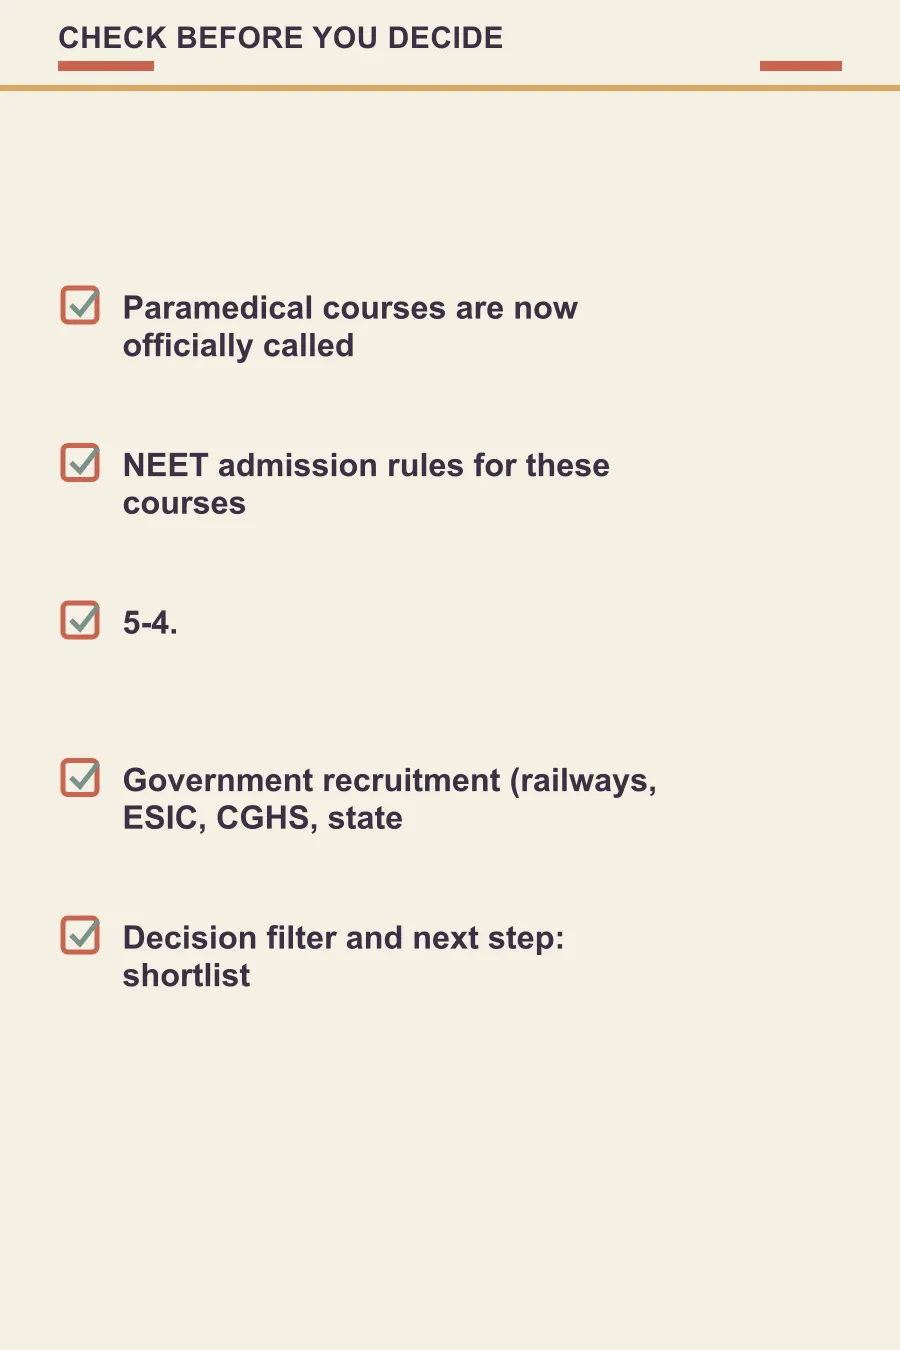 CHECK BEFORE YOU DECIDE
Paramedical courses are now
officially called
NEET admission rules for these
courses
5-4.
Government recruitment (railways,
ESIC, CGHS, state
Decision filter and next step:
shortlist